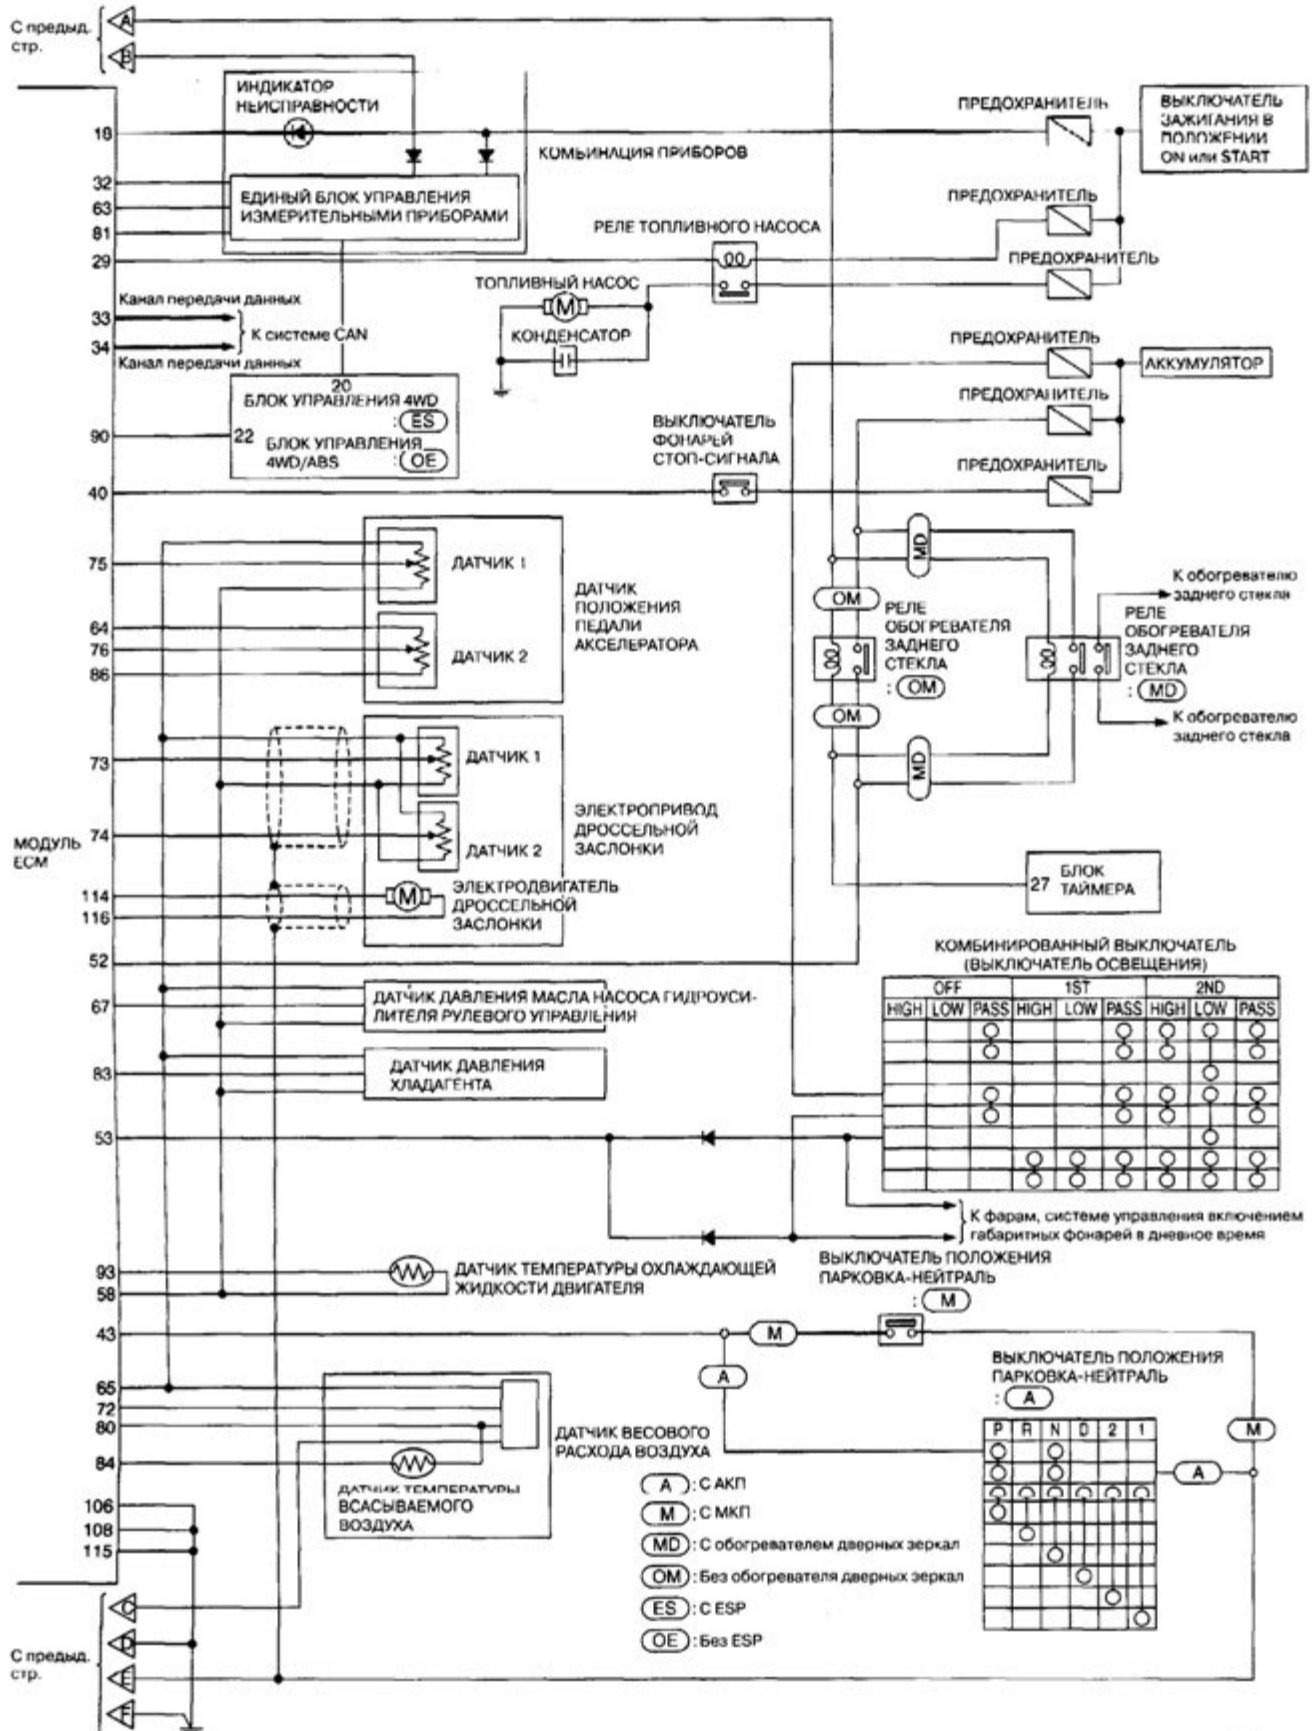 С предыд.
стр.
A
B
ИНДИКАТОР
НЕИСПРАВНОСТИ
КОМБИНАЦИЯ ПРИБОРОВ
ЕДИНЫЙ БЛОК УПРАВЛЕНИЯ
ИЗМЕРИТЕЛЬНЫМИ ПРИБОРАМИ
18
32
63
81
29
ПРЕДОХРАНИТЕЛЬ
ВЫКЛЮЧАТЕЛЬ
ЗАЖИГАНИЯ В
ПОЛОЖЕНИИ
ON или START
ПРЕДОХРАНИТЕЛЬ
РЕЛЕ ТОПЛИВНОГО НАСОСА
ПРЕДОХРАНИТЕЛЬ
ТОПЛИВНЫЙ НАСОС
M
КОНДЕНСАТОР
Канал передачи данных
33
34
К системе CAN
Канал передачи данных
ПРЕДОХРАНИТЕЛЬ
АККУМУЛЯТОР
ПРЕДОХРАНИТЕЛЬ
ПРЕДОХРАНИТЕЛЬ
20
БЛОК УПРАВЛЕНИЯ 4WD
: ES
90
22
БЛОК УПРАВЛЕНИЯ
4WD/ABS : OE
ВЫКЛЮЧАТЕЛЬ
ФОНАРЕЙ
СТОП-СИГНАЛА
40
75
64
76
86
ДАТЧИК 1
ДАТЧИК 2
ДАТЧИК
ПОЛОЖЕНИЯ
ПЕДАЛИ
АКСЕЛЕРАТОРА
MD
OM
РЕЛЕ
ОБОГРЕВАТЕЛЯ
ЗАДНЕГО
СТЕКЛА
: OM
OM
MD
К обогревателю
заднего стекла
РЕЛЕ
ОБОГРЕВАТЕЛЯ
ЗАДНЕГО
СТЕКЛА
: MD
К обогревателю
заднего стекла
73
74
ДАТЧИК 1
ДАТЧИК 2
ЭЛЕКТРОПРИВОД
ДРОССЕЛЬНОЙ
ЗАСЛОНКИ
МОДУЛЬ
ECM
114
116
M
ЭЛЕКТРОДВИГАТЕЛЬ
ДРОССЕЛЬНОЙ
ЗАСЛОНКИ
27
БЛОК
ТАЙМЕРА
52
67
ДАТЧИК ДАВЛЕНИЯ МАСЛА НАСОСА ГИДРОУСИ-
ЛИТЕЛЯ РУЛЕВОГО УПРАВЛЕНИЯ
83
ДАТЧИК ДАВЛЕНИЯ
ХЛАДАГЕНТА
КОМБИНИРОВАННЫЙ ВЫКЛЮЧАТЕЛЬ
(ВЫКЛЮЧАТЕЛЬ ОСВЕЩЕНИЯ)
OFF 1ST 2ND
HIGH LOW PASS HIGH LOW PASS HIGH LOW PASS
53
К фарам, системе управления включением
габаритных фонарей в дневное время
93
58
ДАТЧИК ТЕМПЕРАТУРЫ ОХЛАЖДАЮЩЕЙ
ЖИДКОСТИ ДВИГАТЕЛЯ
ВЫКЛЮЧАТЕЛЬ ПОЛОЖЕНИЯ
ПАРКОВКА-НЕЙТРАЛЬ
: M
43
M
A
ВЫКЛЮЧАТЕЛЬ ПОЛОЖЕНИЯ
ПАРКОВКА-НЕЙТРАЛЬ
: A
P R N D 2 1
M
A
65
72
80
84
ДАТЧИК ВЕСОВОГО
РАСХОДА ВОЗДУХА
ДАТЧИК ТЕМПЕРАТУРЫ
ВСАСЫВАЕМОГО
ВОЗДУХА
106
108
115
A : С АКП
M : С МКП
MD : С обогревателем дверных зеркал
OM : Без обогревателя дверных зеркал
ES : С ESP
OE : Без ESP
С предыд.
стр.
C
D
E
F